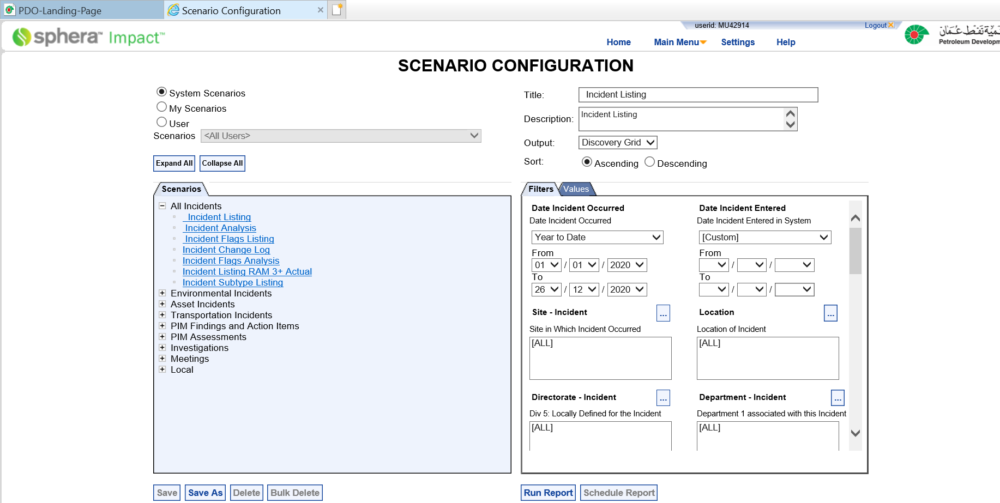 PDO-Landing-Page
Scenario Configuration
userid: MU42914
Logout
sphera™ Impact™
Home Main Menu Settings Help
Petroleum Develop
SCENARIO CONFIGURATION
System Scenarios
My Scenarios
User
Scenarios <All Users>
Expand All Collapse All
Title: Incident Listing
Description: Incident Listing
Output: Discovery Grid
Sort: Ascending Descending
Scenarios
All Incidents
Incident Listing
Incident Analysis
Incident Flags Listing
Incident Change Log
Incident Flags Analysis
Incident Listing RAM 3+ Actual
Incident Subtype Listing
Environmental Incidents
Asset Incidents
Transportation Incidents
PIM Findings and Action Items
PIM Assessments
Investigations
Meetings
Local
Filters Values
Date Incident Occurred
Date Incident Occurred
Year to Date
From
01 / 01 / 2020
To
26 / 12 / 2020
Date Incident Entered
Date Incident Entered in System
[Custom]
From
/ /
To
/ /
Site - Incident ...
Site in Which Incident Occurred
[ALL]
Location ...
Location of Incident
[ALL]
Directorate - Incident ...
Div 5: Locally Defined for the Incident
[ALL]
Department - Incident ...
Department 1 associated with this Incident
[ALL]
Save Save As Delete Bulk Delete
Run Report Schedule Report